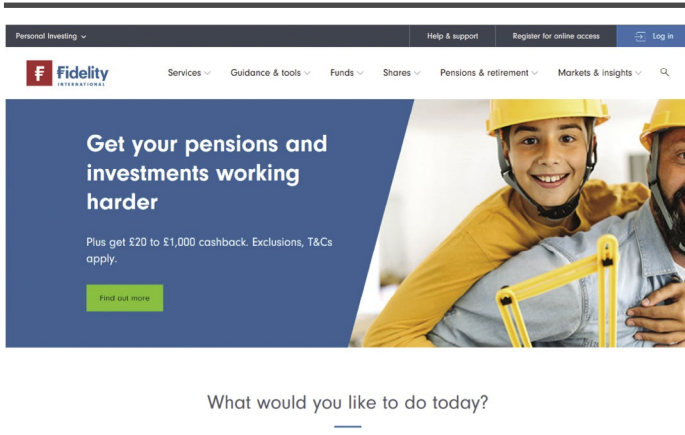 Personal Investing
Help & support
Register for online access
Log in
Fidelity
INTERNATIONAL
Services
Guidance & tools
Funds
Shares
Pensions & retirement
Markets & insights
Get your pensions and
investments working
harder
Plus get £20 to £1,000 cashback. Exclusions, T&Cs
apply.
Find out more
What would you like to do today?